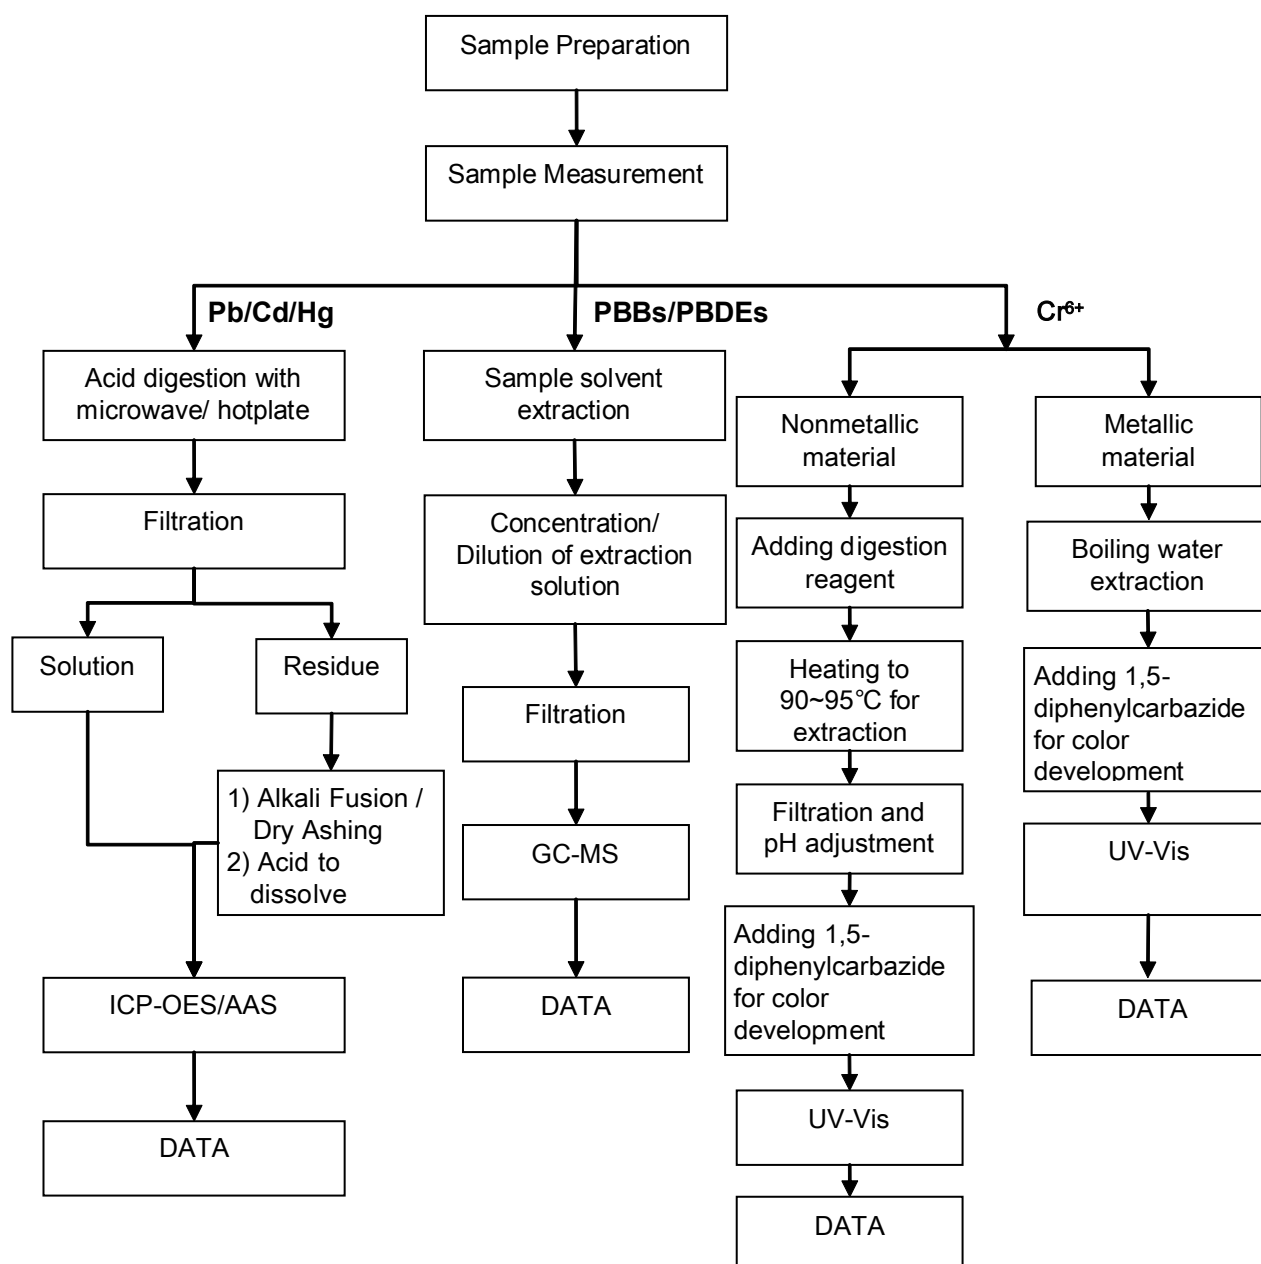 Sample Preparation
Sample Measurement
Pb/Cd/Hg
PBBs/PBDEs
Cr6+
Acid digestion with
microwave/ hotplate
Filtration
Solution
Residue
1) Alkali Fusion /
Dry Ashing
2) Acid to
dissolve
ICP-OES/AAS
DATA
Sample solvent
extraction
Concentration/
Dilution of extraction
solution
Filtration
GC-MS
DATA
Nonmetallic
material
Adding digestion
reagent
Heating to
90~95℃ for
extraction
Filtration and
pH adjustment
Adding 1,5-
diphenylcarbazide
for color
development
UV-Vis
DATA
Metallic
material
Boiling water
extraction
Adding 1,5-
diphenylcarbazide
for color
development
UV-Vis
DATA